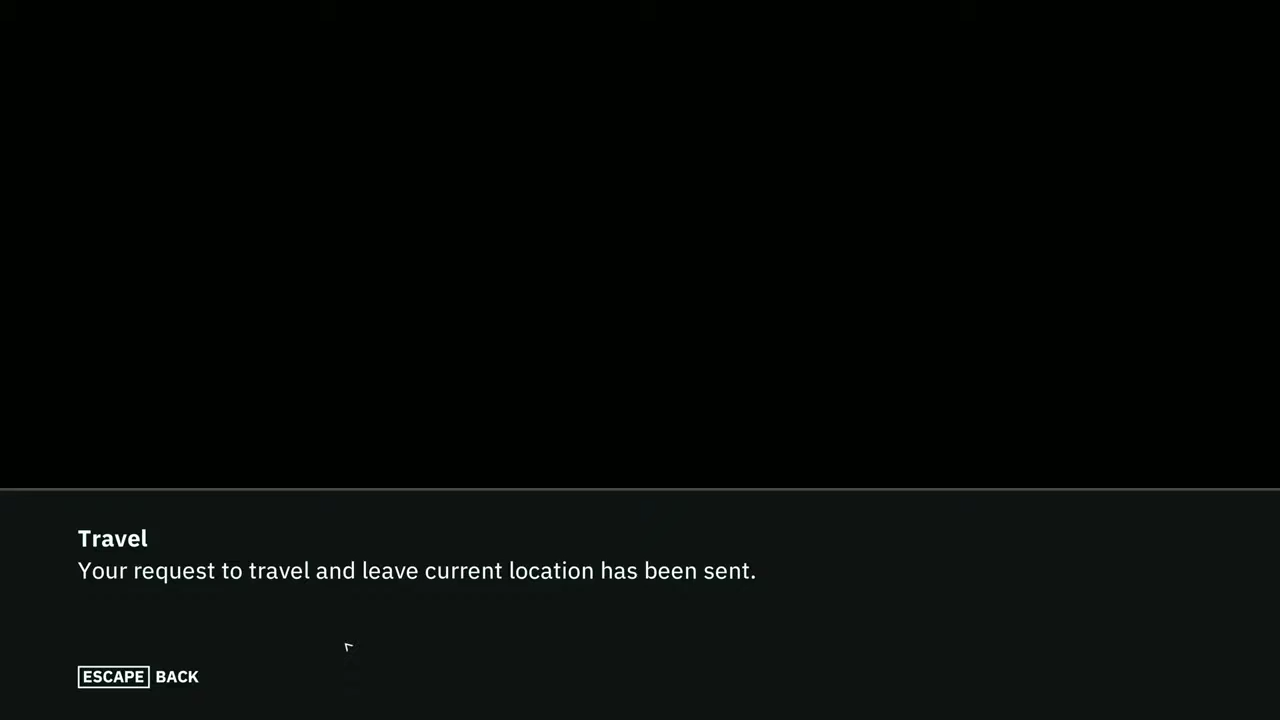 Travel
Your request to travel and leave current location has been sent.
ESCAPE BACK